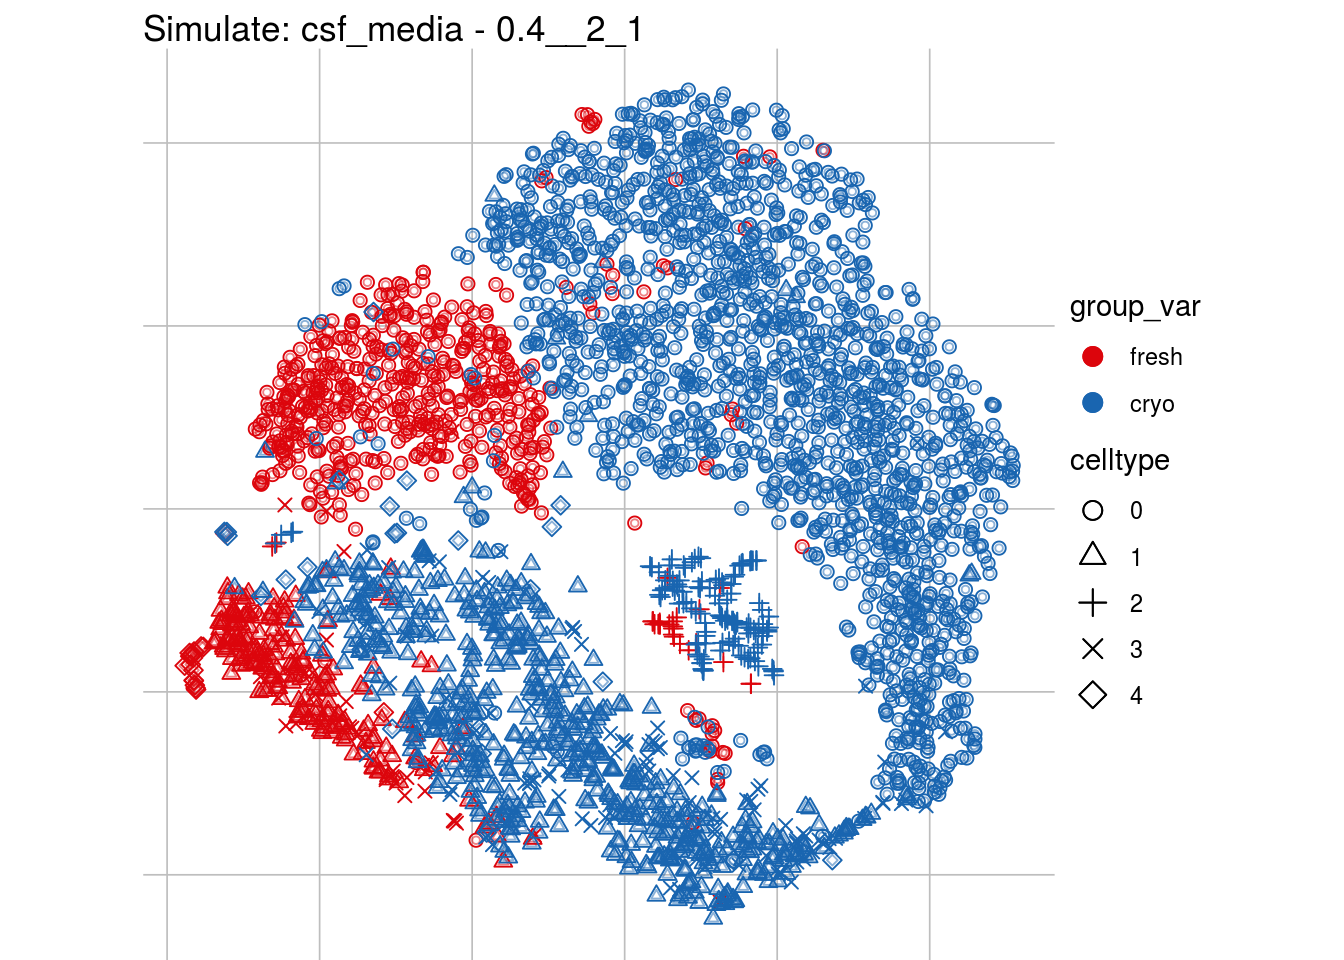 Simulate: csf_media - 0.4__2_1
group_var
fresh
cryo
celltype
0
1
2
3
4